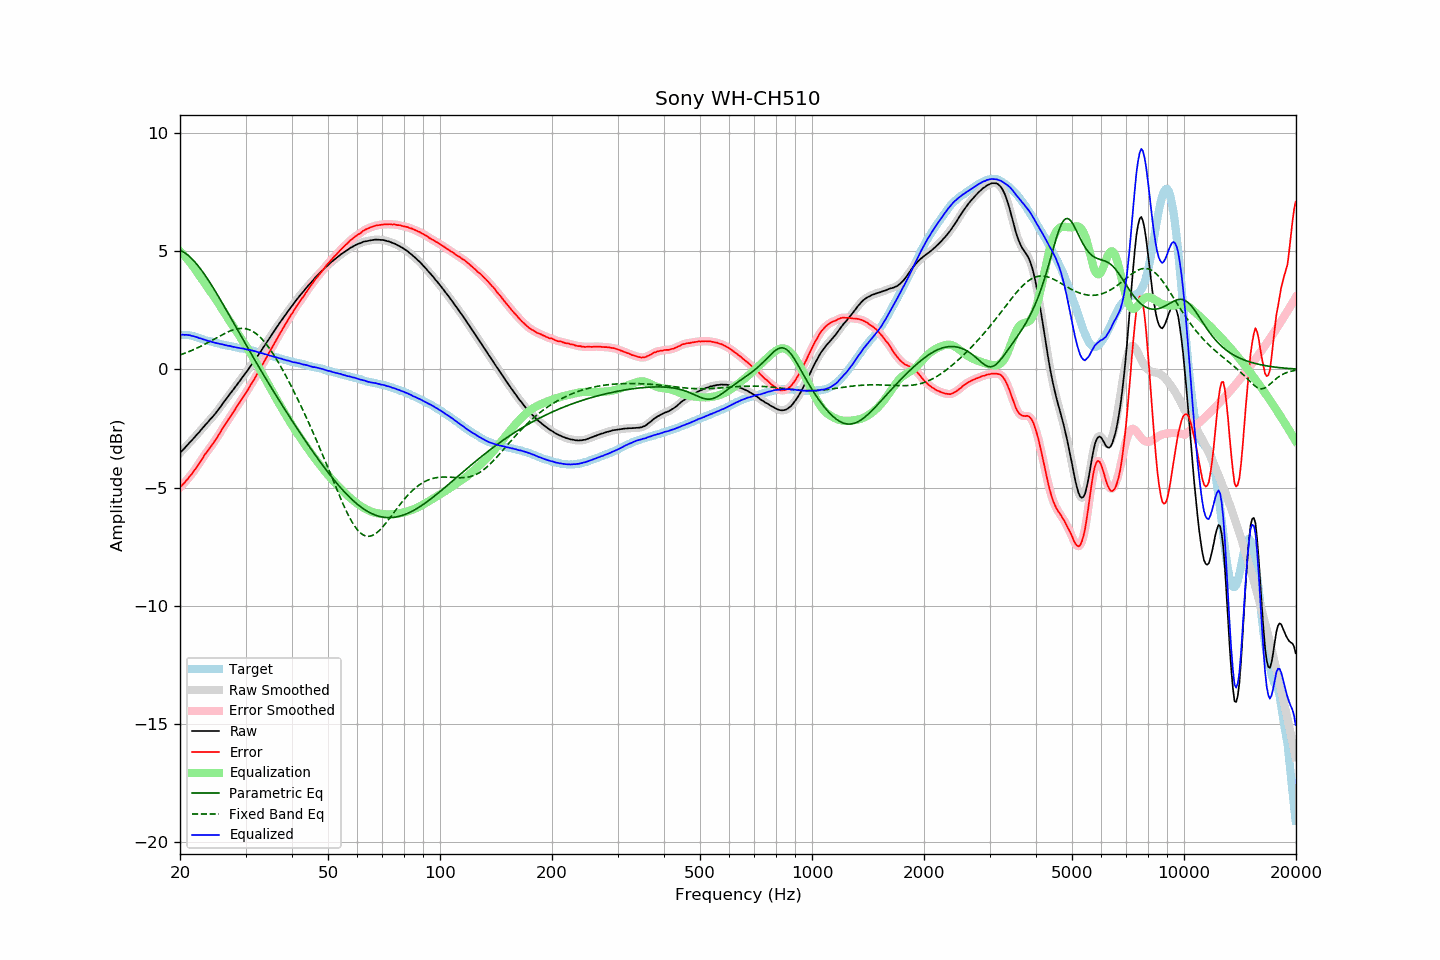 Sony WH-CH510
Amplitude (dBr)
10
5
0
−5
−10
−15
−20
Target
Raw Smoothed
Error Smoothed
Raw
Error
Equalization
Parametric Eq
Fixed Band Eq
Equalized
20 50 100 200 500 1000 2000 5000 10000 20000
Frequency (Hz)